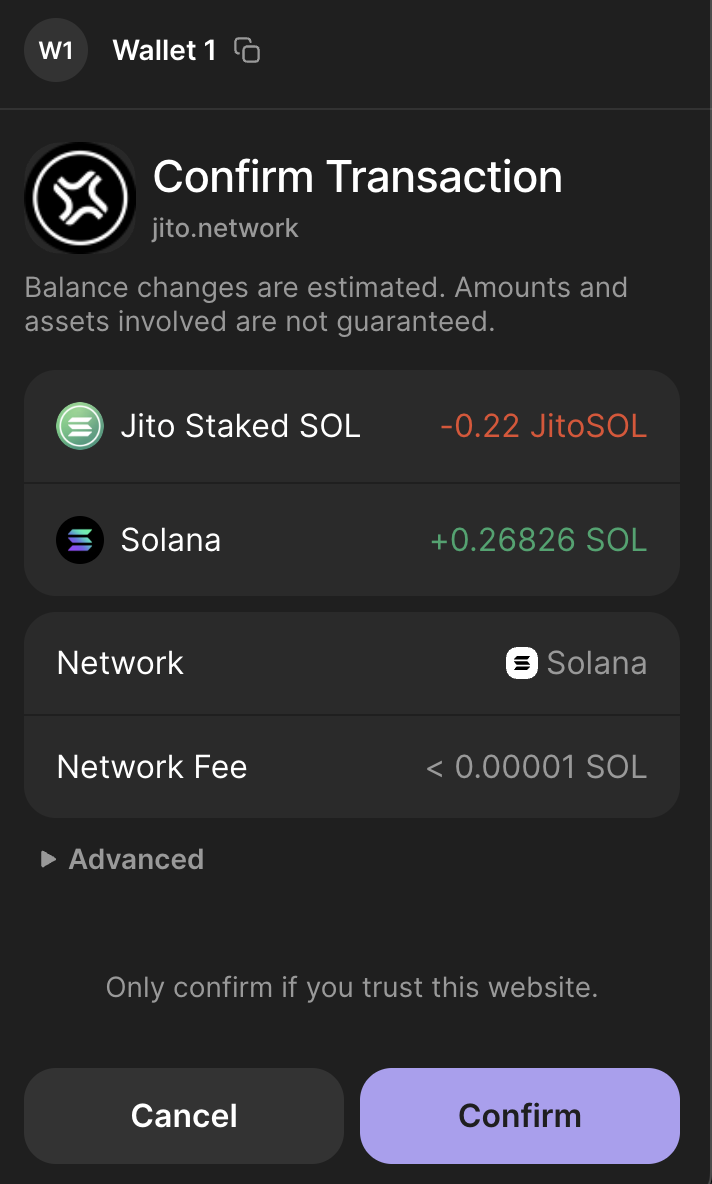 W1 Wallet 1
Confirm Transaction
jito.network
Balance changes are estimated. Amounts and
assets involved are not guaranteed.
Jito Staked SOL -0.22 JitoSOL
Solana +0.26826 SOL
Network Solana
Network Fee < 0.00001 SOL
Advanced
Only confirm if you trust this website.
Cancel Confirm